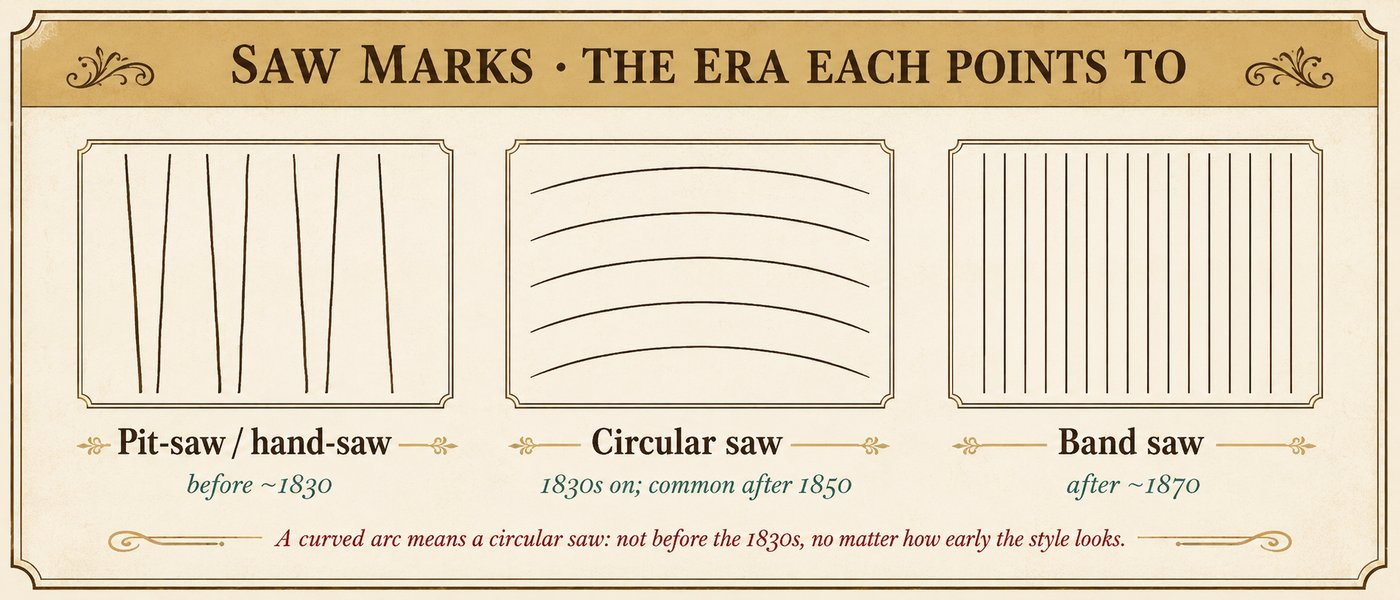 SAW MARKS · THE ERA EACH POINTS TO
Pit-saw / hand-saw
before ~1830
Circular saw
1830s on; common after 1850
Band saw
after ~1870
A curved arc means a circular saw: not before the 1830s, no matter how early the style looks.